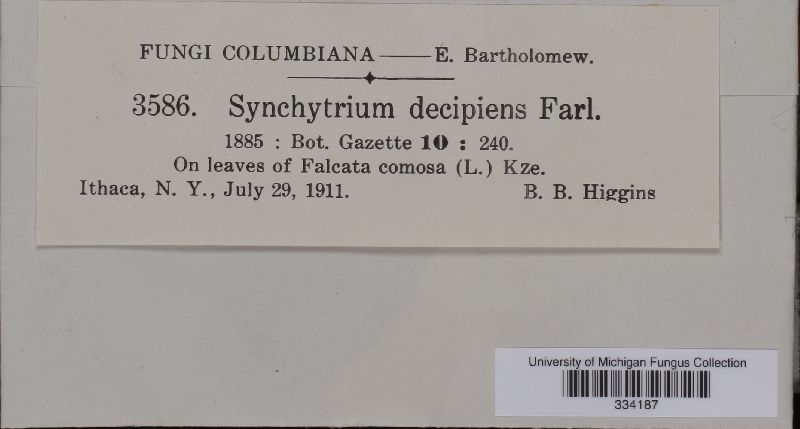 FUNGI COLUMBIANA——E. Bartholomew.
3586. Synchytrium decipiens Farl.
1885 : Bot. Gazette 10 : 240.
On leaves of Falcata comosa (L.) Kze.
Ithaca, N. Y., July 29, 1911. B. B. Higgins
University of Michigan Fungus Collection
334187